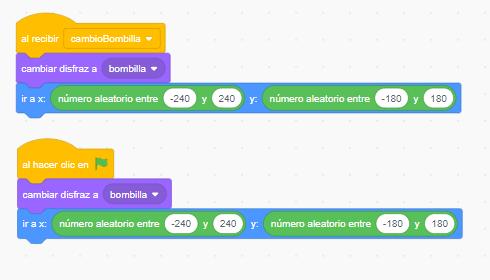 al recibir cambioBombilla
cambiar disfraz a bombilla
ir a x: número aleatorio entre -240 y 240 y: número aleatorio entre -180 y 180
al hacer clic en
cambiar disfraz a bombilla
ir a x: número aleatorio entre -240 y 240 y: número aleatorio entre -180 y 180